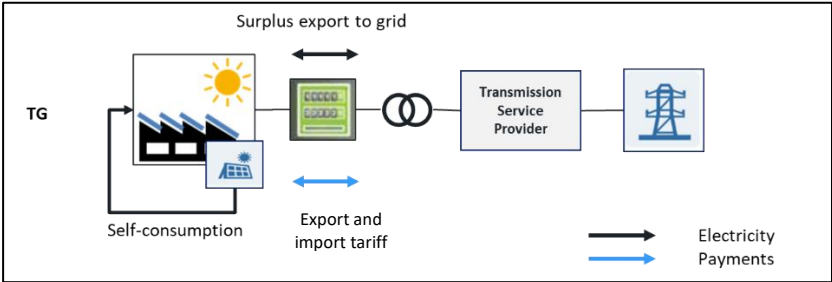 Surplus export to grid
TG
Transmission
Service
Provider
Self-consumption
Export and
import tariff
Electricity
Payments